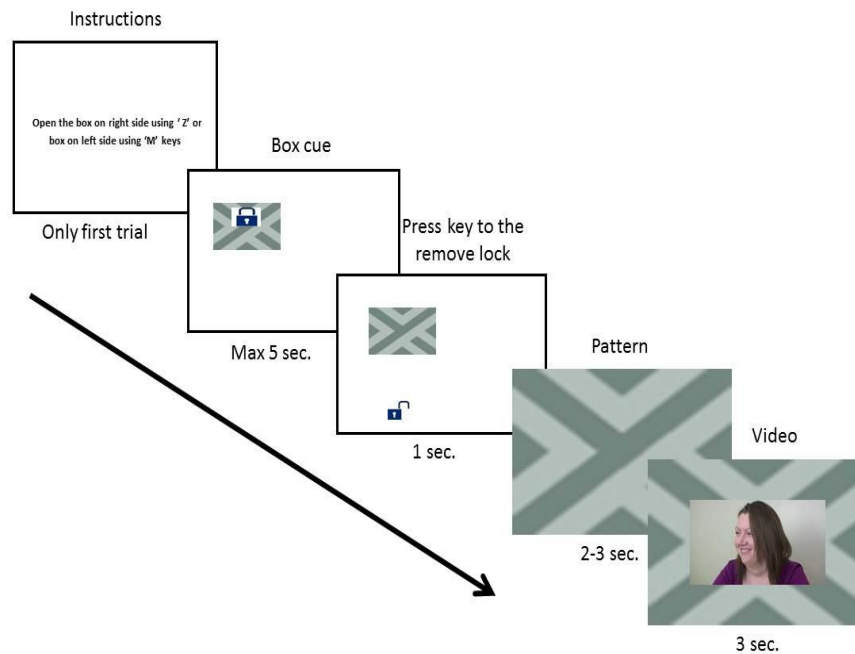 Instructions
Open the box on right side using ‘ Z’ or
box on left side using ‘M’ keys
Only first trial
Box cue
Max 5 sec.
Press key to the
remove lock
1 sec.
Pattern
2-3 sec.
Video
3 sec.